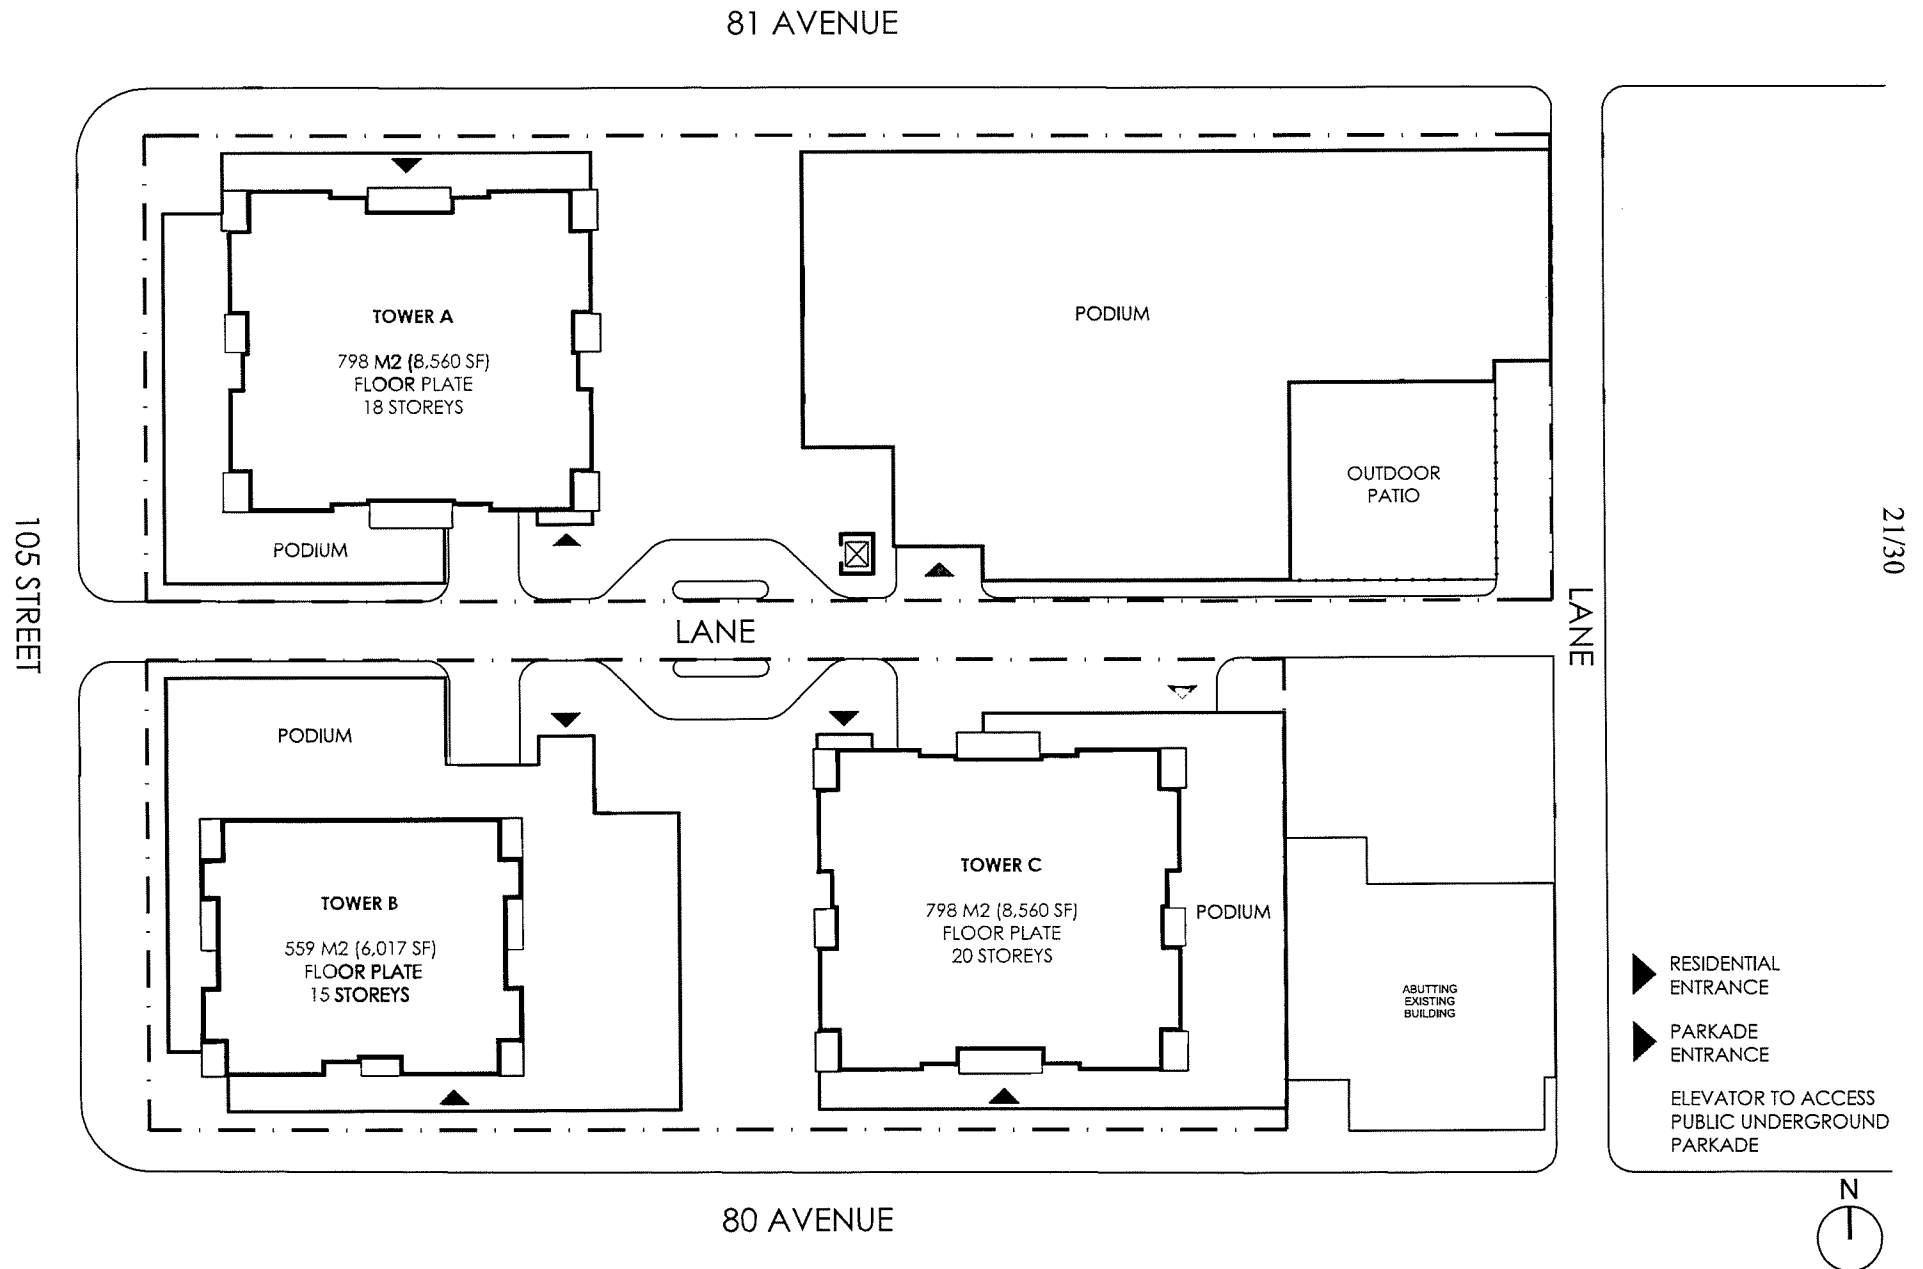 81 AVENUE
TOWER A
798 M2 (8,560 SF)
FLOOR PLATE
18 STOREYS
PODIUM
PODIUM
OUTDOOR
PATIO
105 STREET
LANE
LANE
21/30
PODIUM
TOWER B
559 M2 (6,017 SF)
FLOOR PLATE
15 STOREYS
TOWER C
798 M2 (8,560 SF)
FLOOR PLATE
20 STOREYS
PODIUM
ABUTTING
EXISTING
BUILDING
RESIDENTIAL
ENTRANCE
PARKADE
ENTRANCE
ELEVATOR TO ACCESS
PUBLIC UNDERGROUND
PARKADE
80 AVENUE
N